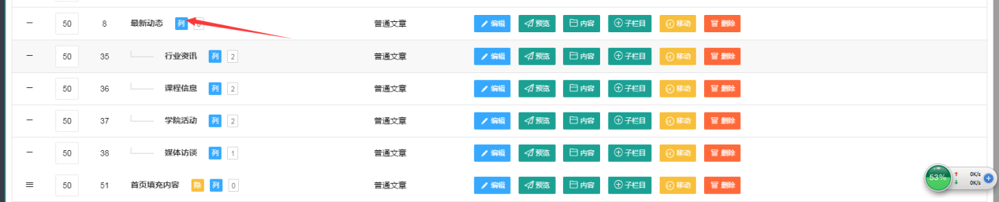 50 8 最新动态 列 普通文章 编辑 预览 内容 子栏目 移动 删除
50 35 行业资讯 列 2 普通文章 编辑 预览 内容 子栏目 移动 删除
50 36 课程信息 列 2 普通文章 编辑 预览 内容 子栏目 移动 删除
50 37 学院活动 列 2 普通文章 编辑 预览 内容 子栏目 移动 删除
50 38 媒体访谈 列 1 普通文章 编辑 预览 内容 子栏目 移动 删除
50 51 首页填充内容 隐 列 0 普通文章 编辑 预览 内容 子栏目 移动 删除
53% 0K/s
0K/s